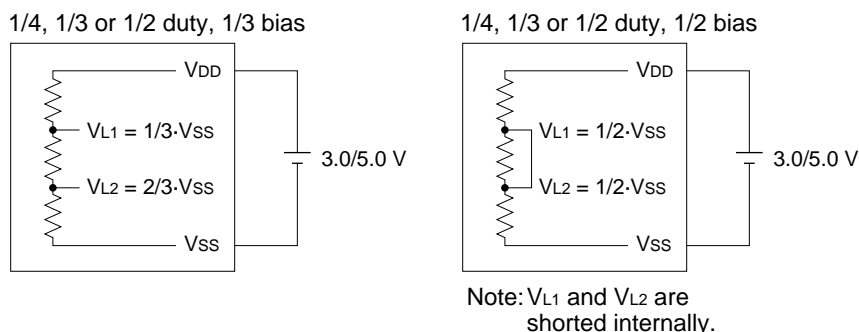 1/4, 1/3 or 1/2 duty, 1/3 bias
VDD
VL1 = 1/3·VSS
VL2 = 2/3·VSS
VSS
3.0/5.0 V
1/4, 1/3 or 1/2 duty, 1/2 bias
VDD
VL1 = 1/2·VSS
VL2 = 1/2·VSS
VSS
3.0/5.0 V
Note: VL1 and VL2 are
shorted internally.